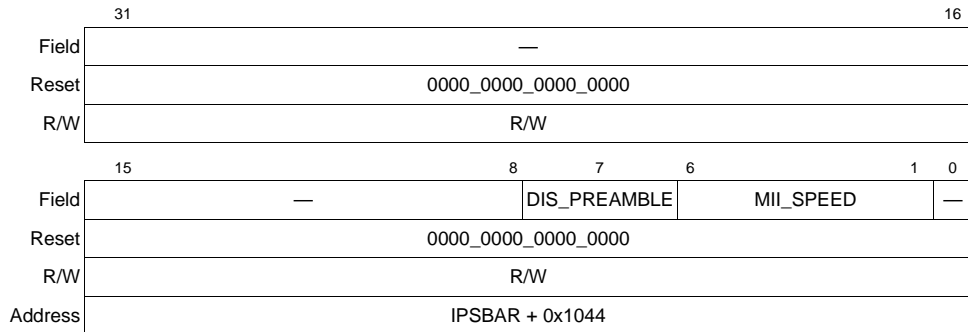 31 16
Field —
Reset 0000_0000_0000_0000
R/W R/W
15 8 7 6 1 0
Field — DIS_PREAMBLE MII_SPEED —
Reset 0000_0000_0000_0000
R/W R/W
Address IPSBAR + 0x1044